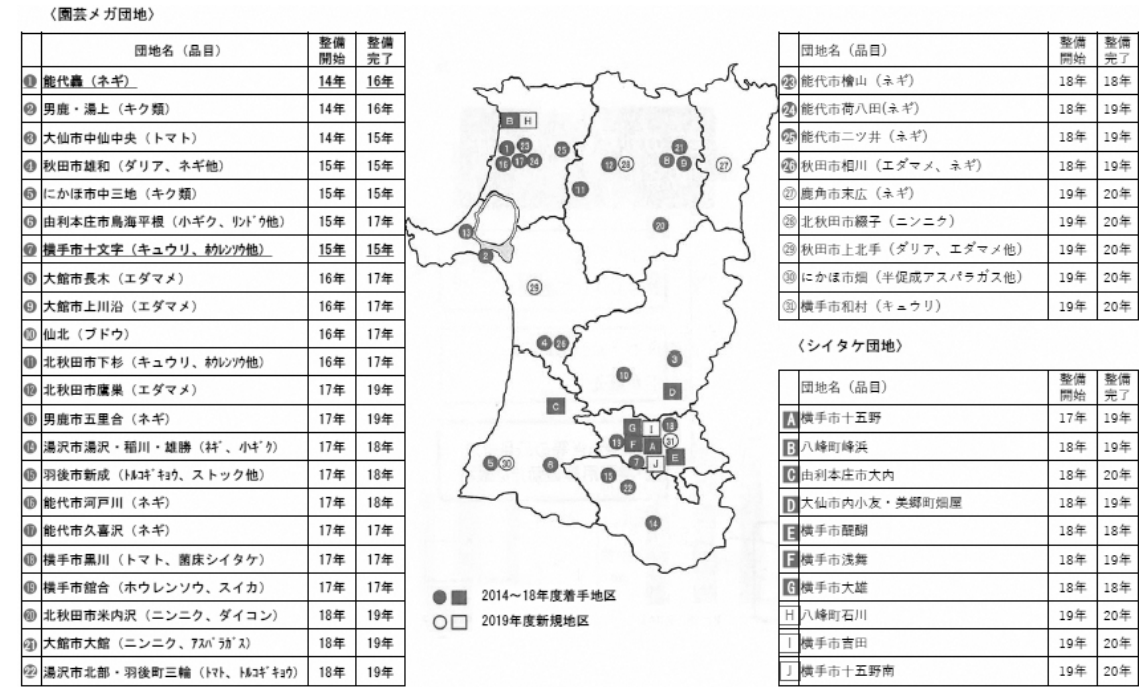 〈園芸メガ団地〉
団地名（品目） 整備開始 整備完了
❶ 能代轟（ネギ） 14年 16年
❷ 男鹿・潟上（キク類） 14年 16年
❸ 大仙市中仙中央（トマト） 14年 15年
❹ 秋田市雄和（ダリア、ネギ他） 15年 15年
❺ にかほ市中三地（キク類） 15年 15年
❻ 由利本庄市鳥海平根（小ギク、ﾘﾝﾄﾞｳ他） 15年 17年
❼ 横手市十文字（キュウリ、ﾎｳﾚﾝｿｳ他） 15年 15年
❽ 大館市長木（エダマメ） 16年 17年
❾ 大館市上川沿（エダマメ） 16年 17年
❿ 仙北（ブドウ） 16年 17年
⓫ 北秋田市下杉（キュウリ、ﾎｳﾚﾝｿｳ他） 16年 17年
⓬ 北秋田市鷹巣（エダマメ） 17年 19年
⓭ 男鹿市五里合（ネギ） 17年 19年
⓮ 湯沢市湯沢・稲川・雄勝（ﾈｷﾞ、小ギク） 17年 18年
⓯ 羽後市新成（ﾄﾙｺｷﾞｷｮｳ、ストック他） 17年 18年
⓰ 能代市河戸川（ネギ） 17年 18年
⓱ 能代市久喜沢（ネギ） 17年 17年
⓲ 横手市黒川（トマト、菌床シイタケ） 17年 17年
⓳ 横手市舘合（ホウレンソウ、スイカ） 17年 17年
⓴ 北秋田市米内沢（ニンニク、ダイコン） 18年 19年
㉑ 大館市大館（ニンニク、ｱｽﾊﾟﾗｶﾞｽ） 18年 19年
㉒ 湯沢市北部・羽後町三輪（ﾄﾏﾄ、ﾄﾙｺｷﾞｷｮｳ） 18年 19年
B H
❶ ㉓ ⓰ ⓱ ㉔ ㉕
⓬ ㉘ ㉑ ❽ ❾ ㉗
⓫
⓭ ⓴
❷
㉙
❹ ㉖ ❸
❿
C D
G I ⓲
⓳ F A ㉛
❺ ㉚ ❻ ❼ J E
⓯ ㉒
⓮
2014～18年度着手地区
2019年度新規地区
団地名（品目） 整備開始 整備完了
㉓ 能代市檜山（ネギ） 18年 18年
㉔ 能代市荷八田(ネギ） 18年 19年
㉕ 能代市二ツ井（ネギ） 18年 19年
㉖ 秋田市相川（エダマメ、ネギ） 18年 19年
㉗ 鹿角市末広（ネギ） 19年 20年
㉘ 北秋田市綴子（ニンニク） 19年 20年
㉙ 秋田市上北手（ダリア、エダマメ他） 19年 20年
㉚ にかほ市畑（半促成アスパラガス他） 19年 20年
㉛ 横手市和村（キュウリ） 19年 20年
〈シイタケ団地〉
団地名（品目） 整備開始 整備完了
A 横手市十五野 17年 19年
B 八峰町峰浜 18年 19年
C 由利本庄市大内 18年 20年
D 大仙市内小友・美郷町畑屋 18年 19年
E 横手市醍醐 18年 18年
F 横手市浅舞 18年 19年
G 横手市大雄 18年 18年
H 八峰町石川 19年 20年
I 横手市吉田 19年 20年
J 横手市十五野南 19年 20年